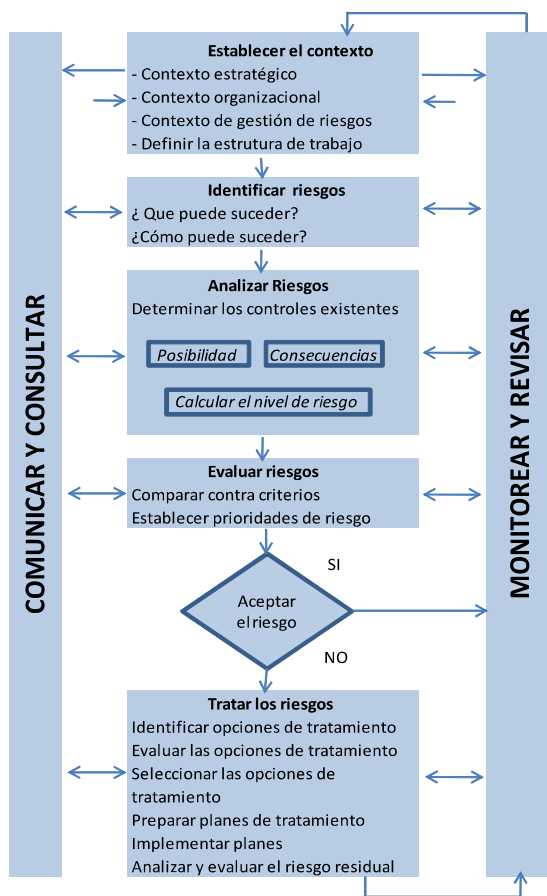 Establecer el contexto
- Contexto estratégico
- Contexto organizacional
- Contexto de gestión de riesgos
- Definir la estrutura de trabajo
Identificar riesgos
¿ Que puede suceder?
¿Cómo puede suceder?
Analizar Riesgos
Determinar los controles existentes
Posibilidad
Consecuencias
Calcular el nivel de riesgo
Evaluar riesgos
Comparar contra criterios
Establecer prioridades de riesgo
SI
Aceptar
el riesgo
NO
Tratar los riesgos
Identificar opciones de tratamiento
Evaluar las opciones de tratamiento
Seleccionar las opciones de
tratamiento
Preparar planes de tratamiento
Implementar planes
Analizar y evaluar el riesgo residual
COMUNICAR Y CONSULTAR
MONITOREAR Y REVISAR